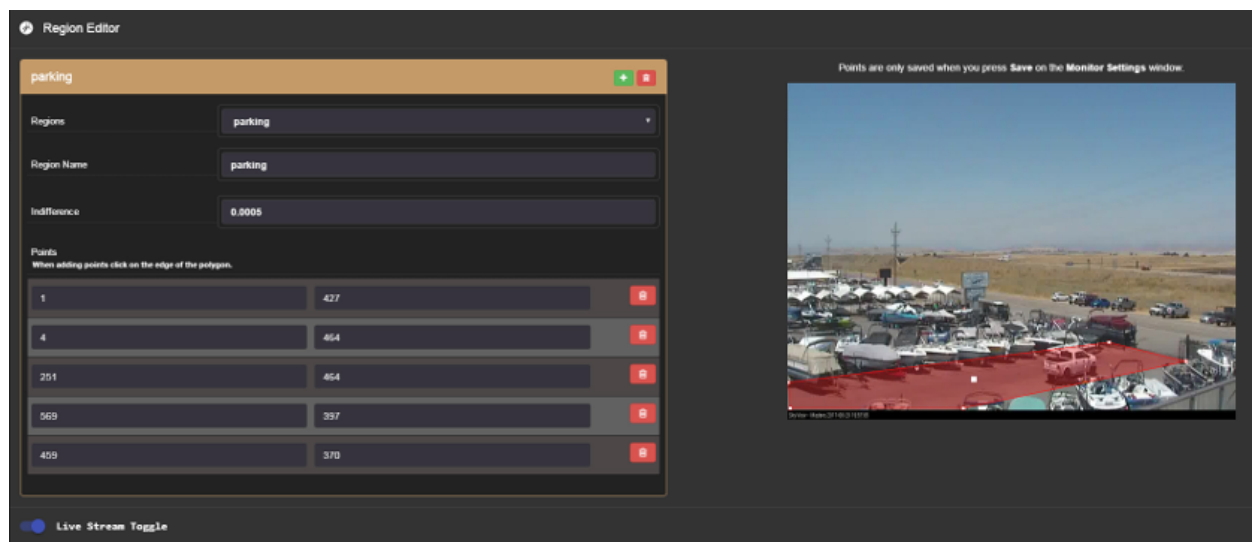 Region Editor
Points are only saved when you press Save on the Monitor Settings window.
parking
Regions
parking
Region Name
parking
Indifference
0.0005
Points
When adding points click on the edge of the polygon.
1 427
4 464
251 464
569 397
459 370
Live Stream Toggle